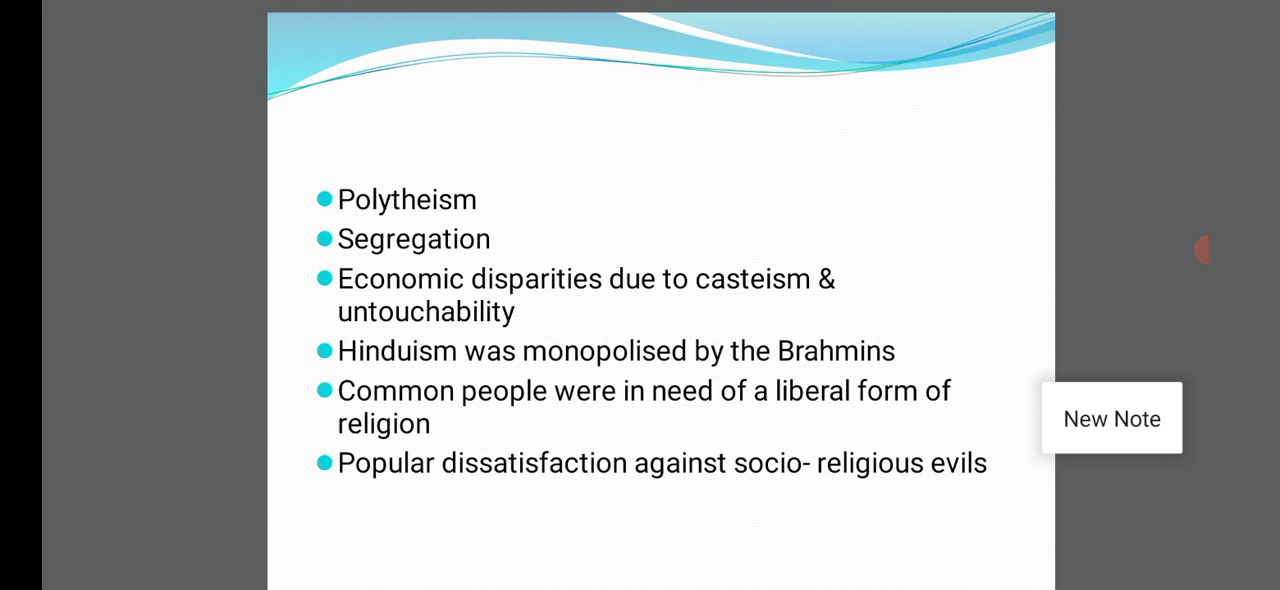 Polytheism
Segregation
Economic disparities due to casteism &
untouchability
Hinduism was monopolised by the Brahmins
Common people were in need of a liberal form of
religion
New Note
Popular dissatisfaction against socio- religious evils